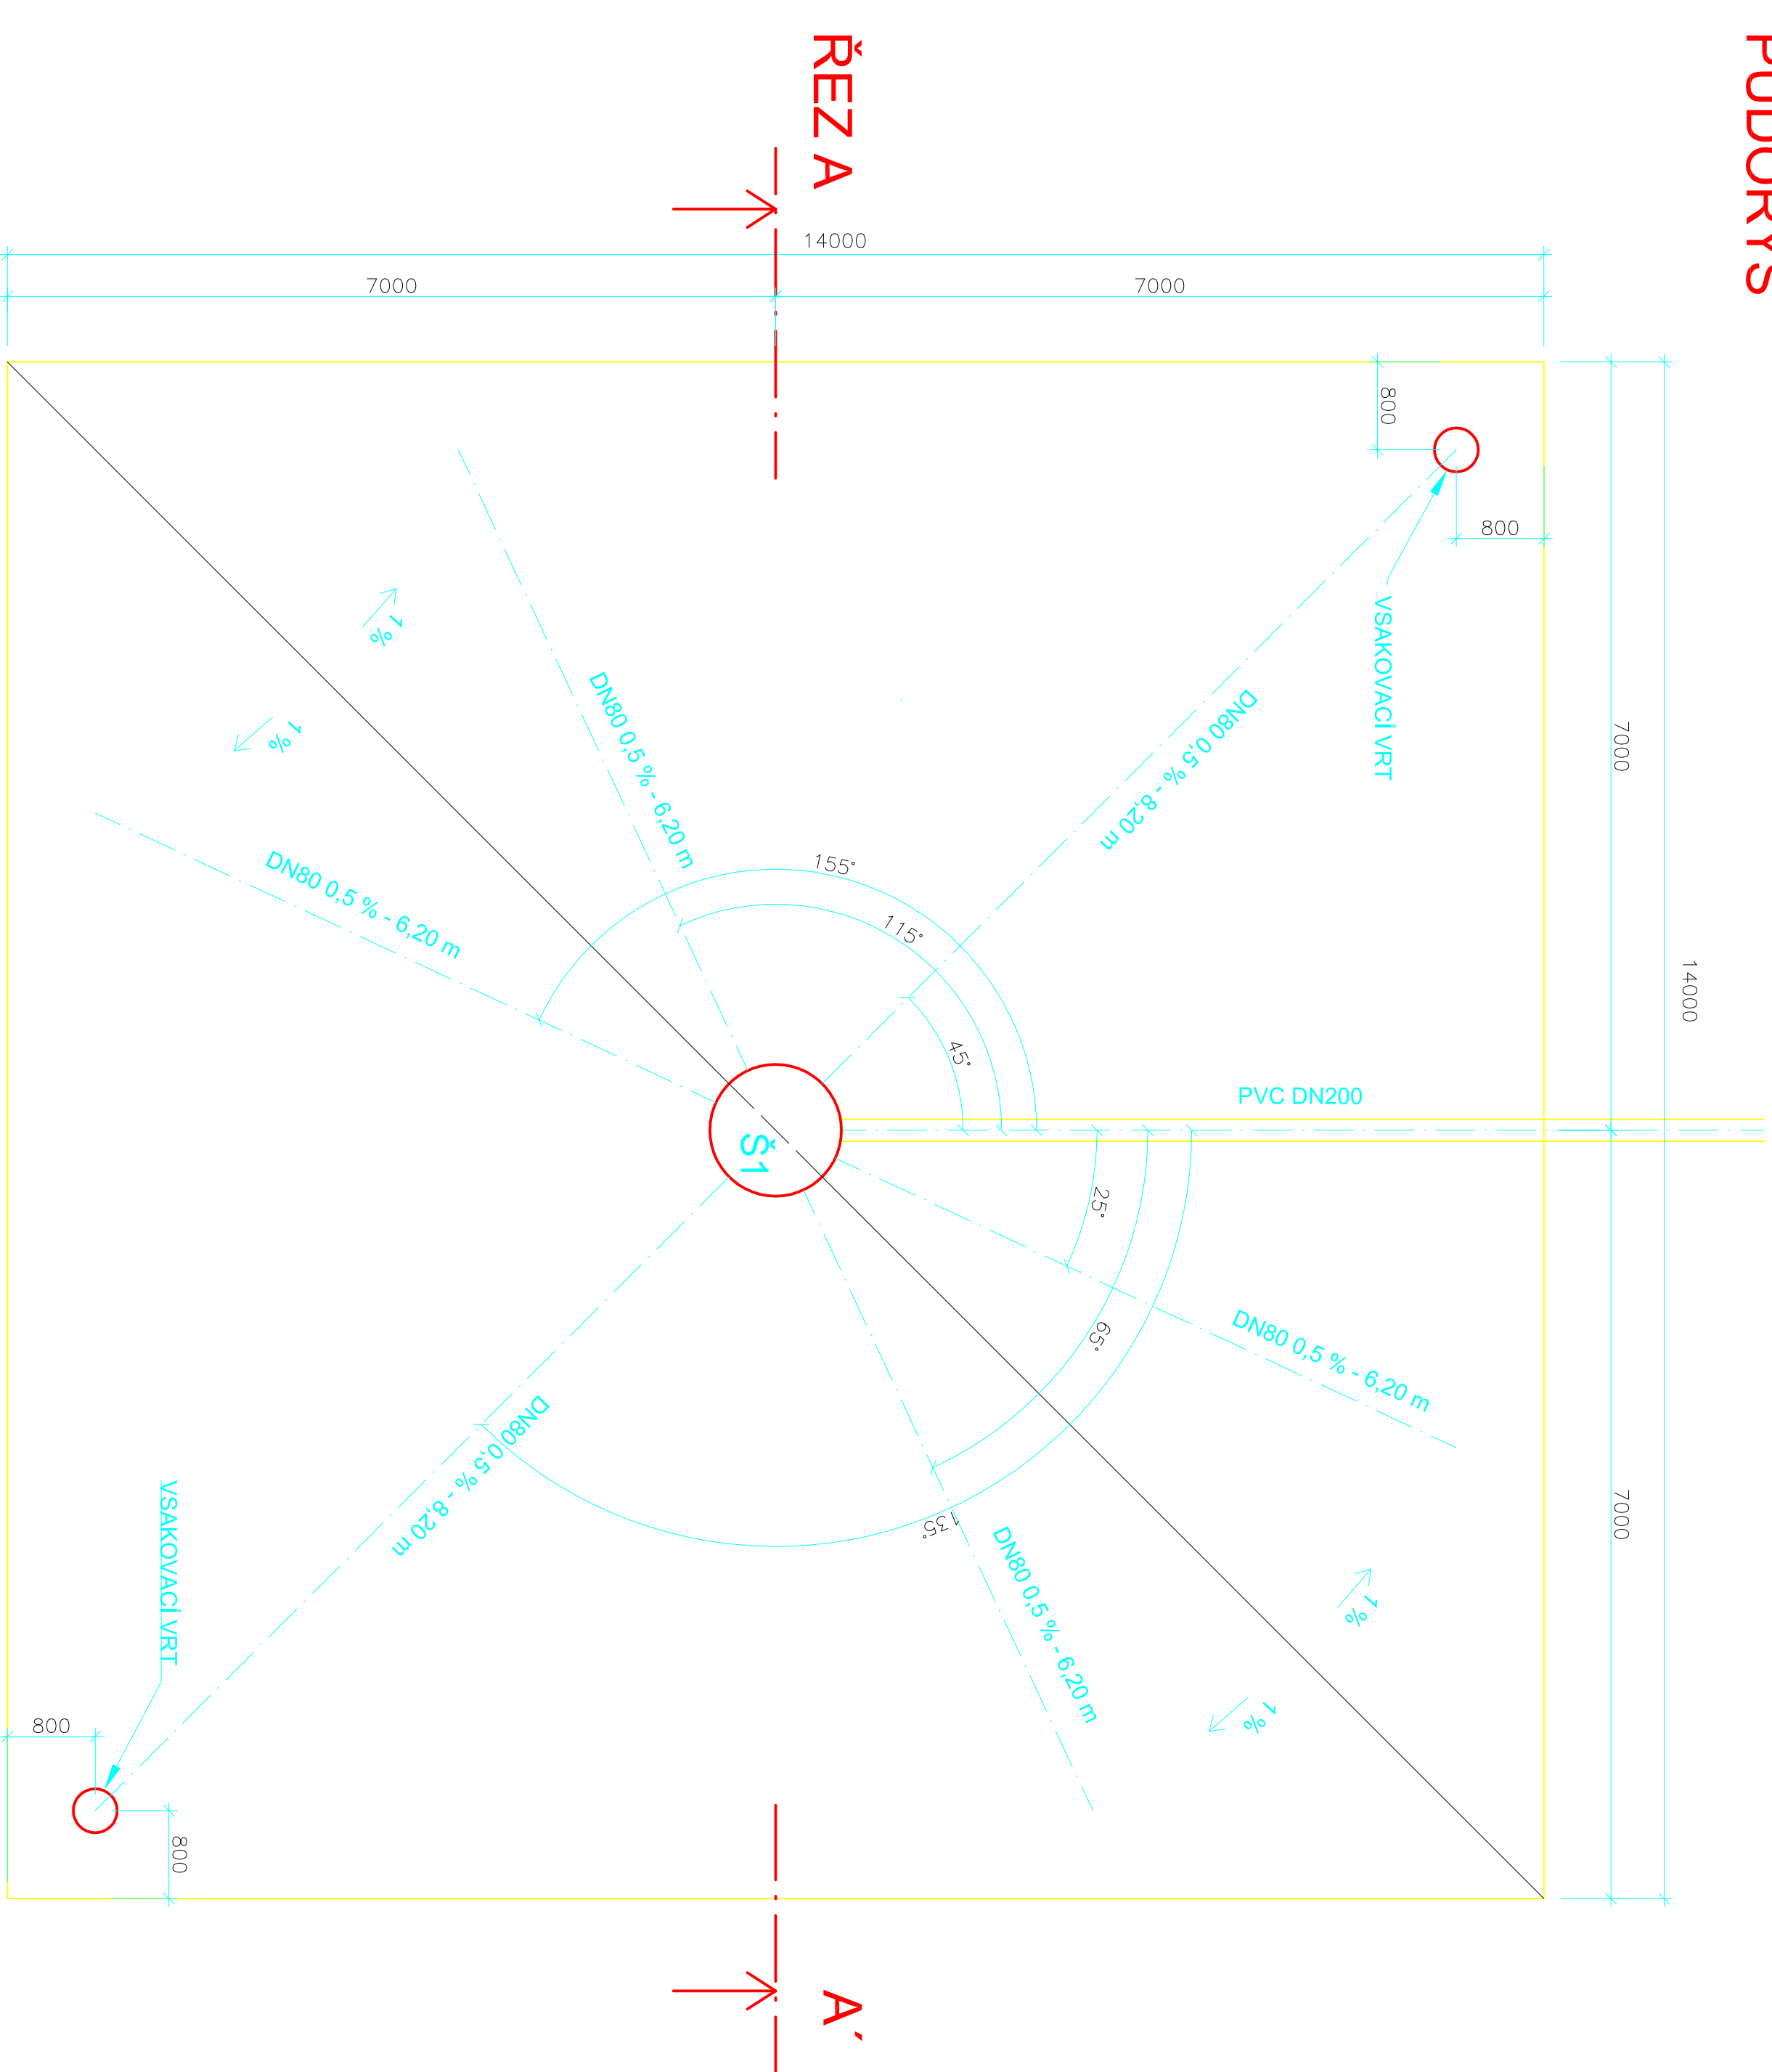 PŮDORYS
ŘEZ A
14000
7000
7000
800
800
VSAKOVACÍ VRT
7000
14000
7000
1 %
1 %
DN80 0,5 % - 6,20 m
DN80 0,5 % - 8,20 m
DN80 0,5 % - 6,20 m
155°
115°
45°
PVC DN200
Š1
25°
65°
135°
DN80 0,5 % - 6,20 m
DN80 0,5 % - 8,20 m
DN80 0,5 % - 6,20 m
VSAKOVACÍ VRT
1 %
1 %
800
800
A´